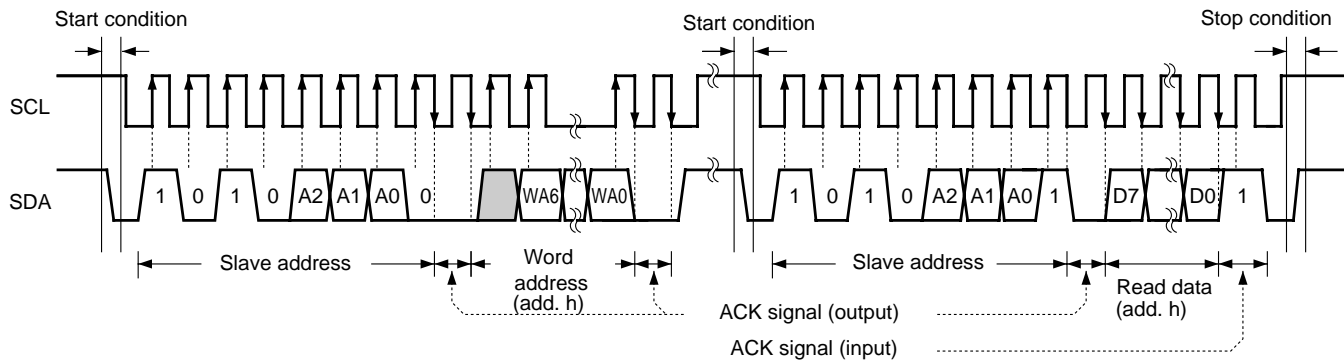 Start condition
Start condition
Stop condition
SCL
SDA
1 0 1 0 A2 A1 A0 0 WA6 WA0 1 0 1 0 A2 A1 A0 1 D7 D0 1
Slave address
Word
address
(add. h)
Slave address
Read data
(add. h)
ACK signal (output)
ACK signal (input)